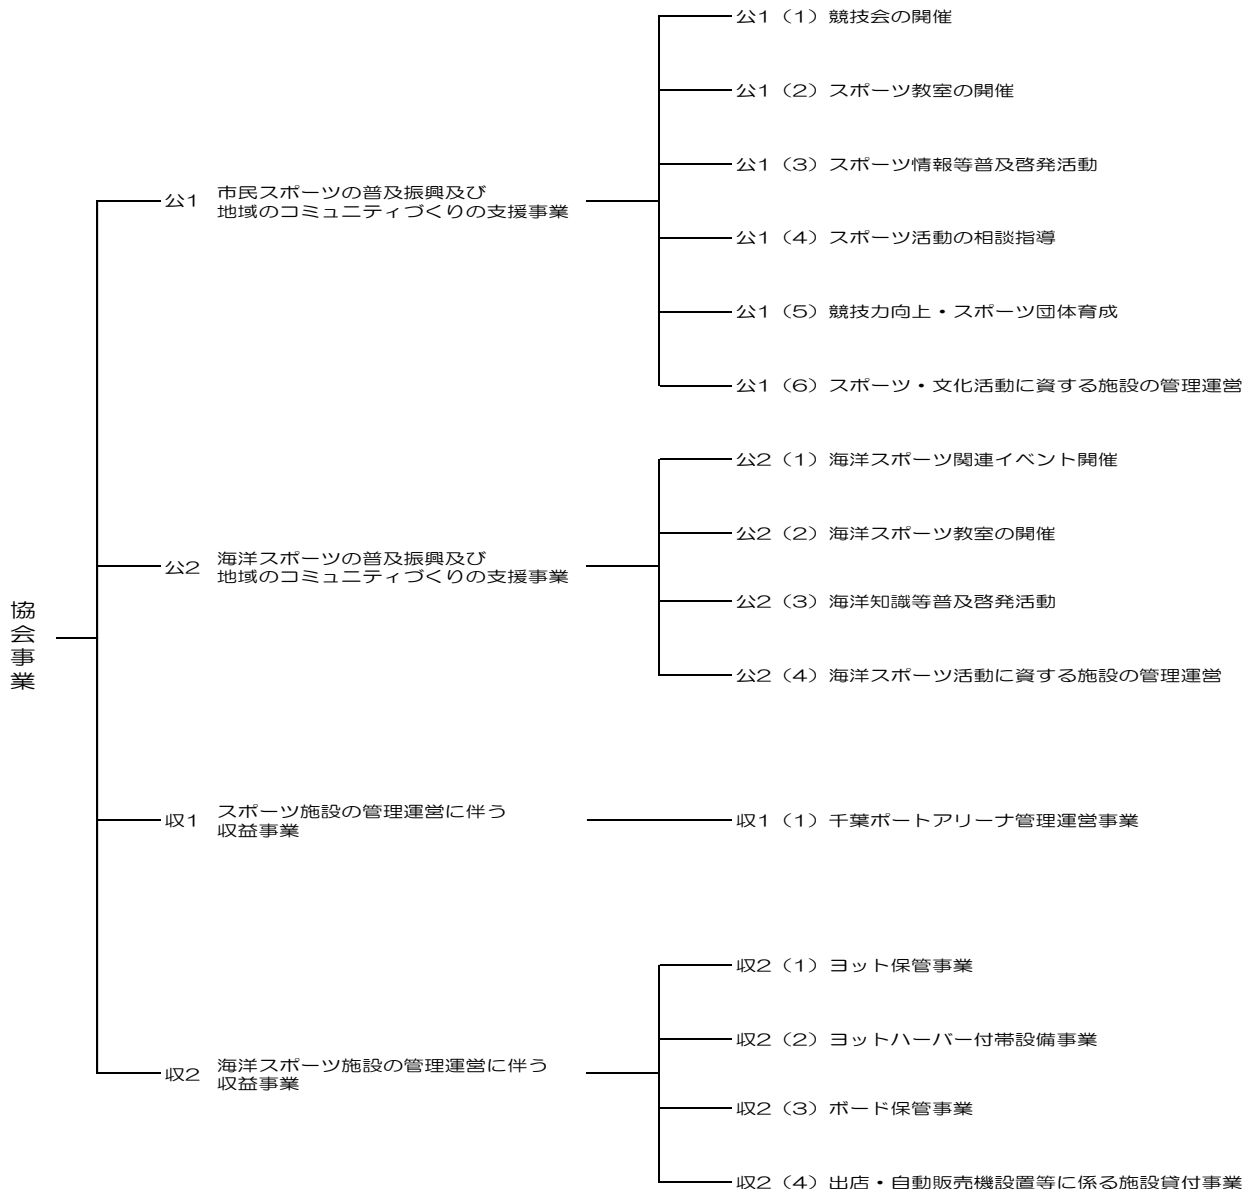 協会事業
公1 市民スポーツの普及振興及び
地域のコミュニティづくりの支援事業
公1（1）競技会の開催
公1（2）スポーツ教室の開催
公1（3）スポーツ情報等普及啓発活動
公1（4）スポーツ活動の相談指導
公1（5）競技力向上・スポーツ団体育成
公1（6）スポーツ・文化活動に資する施設の管理運営
公2 海洋スポーツの普及振興及び
地域のコミュニティづくりの支援事業
公2（1）海洋スポーツ関連イベント開催
公2（2）海洋スポーツ教室の開催
公2（3）海洋知識等普及啓発活動
公2（4）海洋スポーツ活動に資する施設の管理運営
収1 スポーツ施設の管理運営に伴う
収益事業
収1（1）千葉ポートアリーナ管理運営事業
収2 海洋スポーツ施設の管理運営に伴う
収益事業
収2（1）ヨット保管事業
収2（2）ヨットハーバー付帯設備事業
収2（3）ボード保管事業
収2（4）出店・自動販売機設置等に係る施設貸付事業